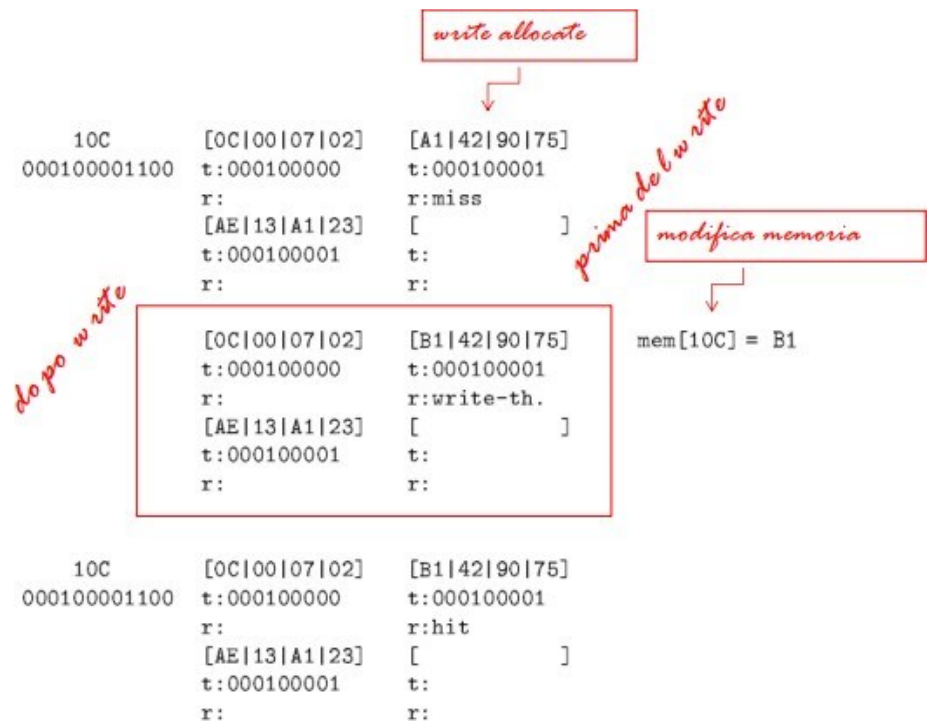 write allocate
10C [0C|00|07|02] [A1|42|90|75]
000100001100 t:000100000 t:000100001
r: r:miss
[AE|13|A1|23] [ ]
t:000100001 t:
r: r:
prima del write
modifica memoria
dopo write
[0C|00|07|02] [B1|42|90|75] mem[10C] = B1
t:000100000 t:000100001
r: r:write-th.
[AE|13|A1|23] [ ]
t:000100001 t:
r: r:
10C [0C|00|07|02] [B1|42|90|75]
000100001100 t:000100000 t:000100001
r: r:hit
[AE|13|A1|23] [ ]
t:000100001 t:
r: r: